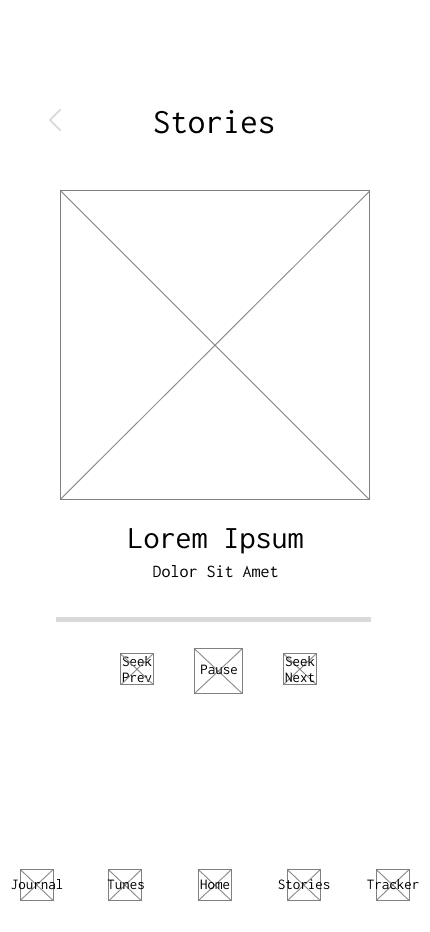 Stories
Lorem Ipsum
Dolor Sit Amet
Seek
Prev
Pause
Seek
Next
Journal
Tunes
Home
Stories
Tracker